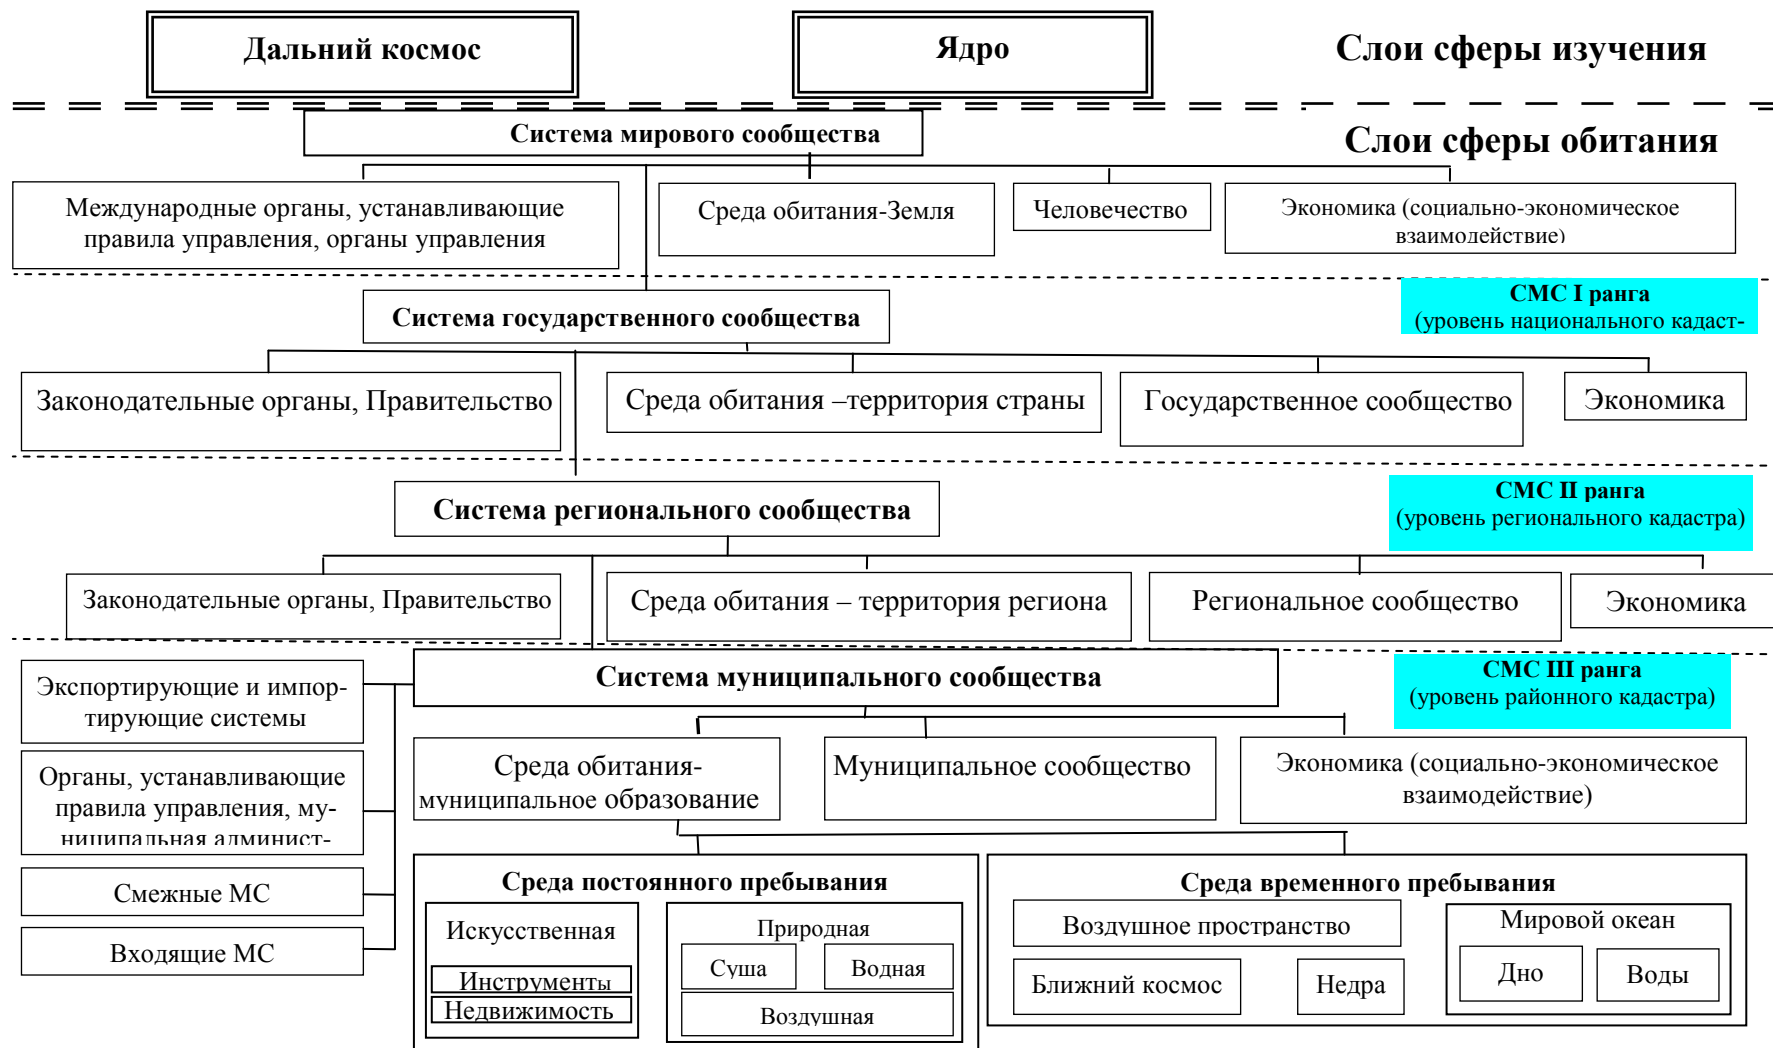 Дальний космос
Ядро
Слои сферы изучения
Система мирового сообщества
Слои сферы обитания
Международные органы, устанавливающие
правила управления, органы управления
Среда обитания-Земля
Человечество
Экономика (социально-экономическое
взаимодействие)
СМС I ранга
(уровень национального кадаст-
Система государственного сообщества
Законодательные органы, Правительство
Среда обитания –территория страны
Государственное сообщество
Экономика
СМС II ранга
(уровень регионального кадастра)
Система регионального сообщества
Законодательные органы, Правительство
Среда обитания – территория региона
Региональное сообщество
Экономика
Система муниципального сообщества
СМС III ранга
(уровень районного кадастра)
Экспортирующие и импор-
тирующие системы
Органы, устанавливающие
правила управления, му-
ниципальная админист-
Смежные МС
Входящие МС
Среда обитания-
муниципальное образование
Муниципальное сообщество
Экономика (социально-экономическое
взаимодействие)
Среда постоянного пребывания
Искусственная
Инструменты
Недвижимость
Природная
Суша
Водная
Воздушная
Среда временного пребывания
Воздушное пространство
Ближний космос
Недра
Мировой океан
Дно
Воды